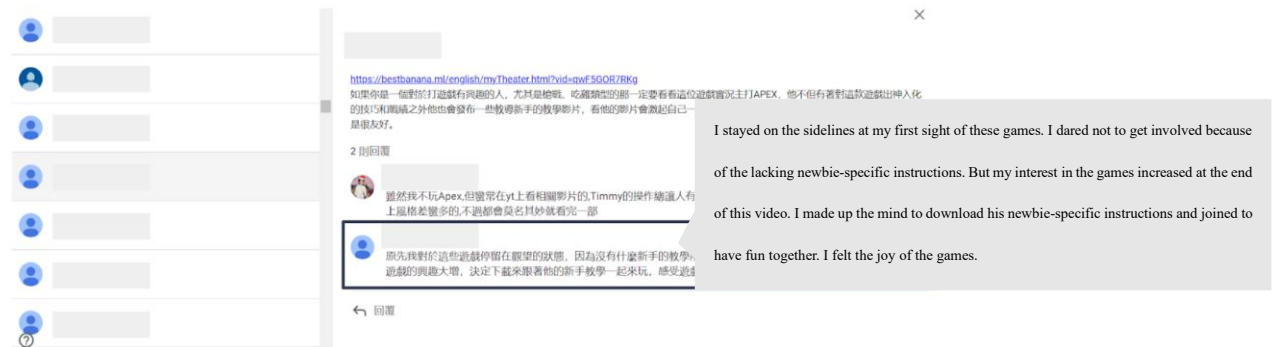 https://bestbanana.ml/english/myTheater.html?vid=qwF5GOR7RKg
如果你是一個對於打遊戲有興趣的人，尤其是槍戰、吃雞類型的那一定要看看這位遊戲實況主打APEX，他不但有著對這款遊戲出神入化
的技巧和戰績之外他也會發布一些教導新手的教學影片，看他的影片會激起自己一
是很友好。
2 則回覆
雖然我不玩Apex,但蠻常在yt上看相關影片的,Timmy的操作總讓人有
上風格差蠻多的,不過都會莫名其妙就看完一部
原先我對於這些遊戲停留在觀望的狀態，因為沒有什麼新手的教學
遊戲的興趣大增，決定下載來跟著他的新手教學一起來玩，感受遊戲
回覆
I stayed on the sidelines at my first sight of these games. I dared not to get involved because
of the lacking newbie-specific instructions. But my interest in the games increased at the end
of this video. I made up the mind to download his newbie-specific instructions and joined to
have fun together. I felt the joy of the games.